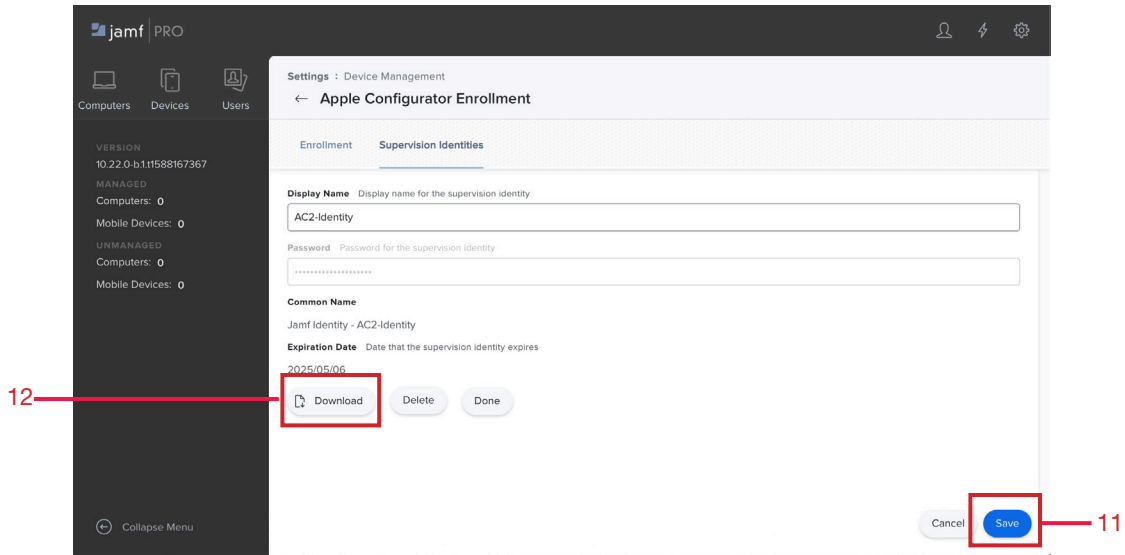 jamf PRO
Computers Devices Users
VERSION
10.22.0-b.1.t1588167367
MANAGED
Computers: 0
Mobile Devices: 0
UNMANAGED
Computers: 0
Mobile Devices: 0
Collapse Menu
Settings : Device Management
← Apple Configurator Enrollment
Enrollment Supervision Identities
Display Name Display name for the supervision identity
AC2-Identity
Password Password for the supervision identity
••••••••••••••••••••
Common Name
Jamf Identity - AC2-Identity
Expiration Date Date that the supervision identity expires
2025/05/06
12
Download Delete Done
Cancel Save
11